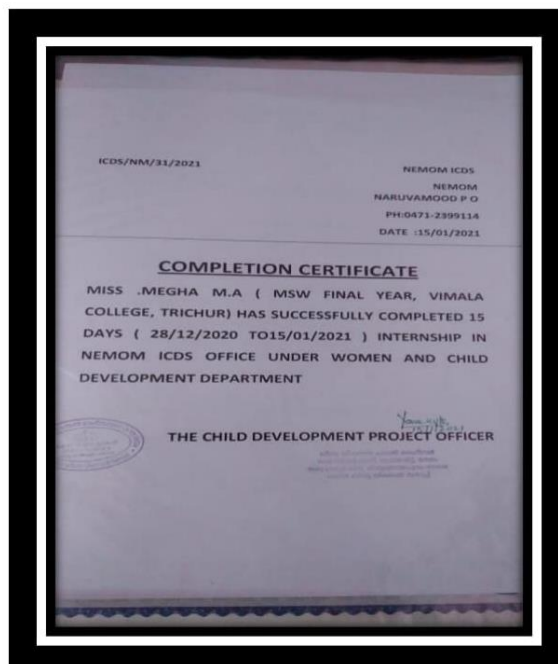 ICDS/NM/31/2021
NEMOM ICDS
NEMOM
NARUVAMOOD P O
PH:0471-2399114
DATE :15/01/2021
COMPLETION CERTIFICATE
MISS .MEGHA M.A ( MSW FINAL YEAR, VIMALA
COLLEGE, TRICHUR) HAS SUCCESSFULLY COMPLETED 15
DAYS ( 28/12/2020 TO15/01/2021 ) INTERNSHIP IN
NEMOM ICDS OFFICE UNDER WOMEN AND CHILD
DEVELOPMENT DEPARTMENT
THE CHILD DEVELOPMENT PROJECT OFFICER